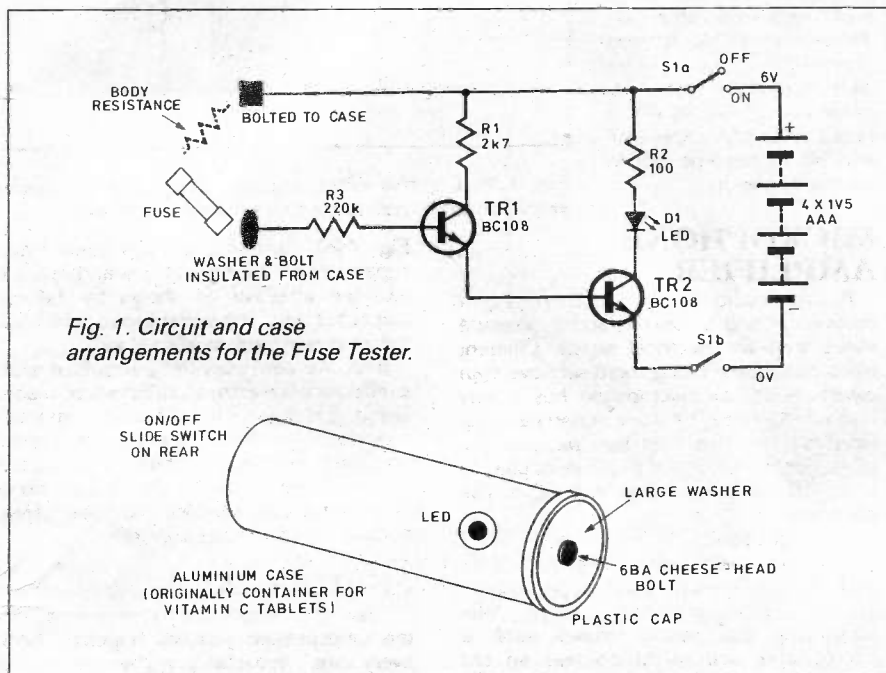 BODY
RESISTANCE
BOLTED TO CASE
S1a
OFF
ON
6V
+
R1
2k7
R2
100
FUSE
R3
220k
TR1
BC108
D1
LED
4 X 1V5
AAA
WASHER & BOLT
INSULATED FROM CASE
TR2
BC108
−
S1b
0V
Fig. 1. Circuit and case
arrangements for the Fuse Tester.
ON/OFF
SLIDE SWITCH
ON REAR
LED
LARGE WASHER
6BA CHEESE-HEAD
BOLT
ALUMINIUM CASE
(ORIGINALLY CONTAINER FOR
VITAMIN C TABLETS)
PLASTIC CAP